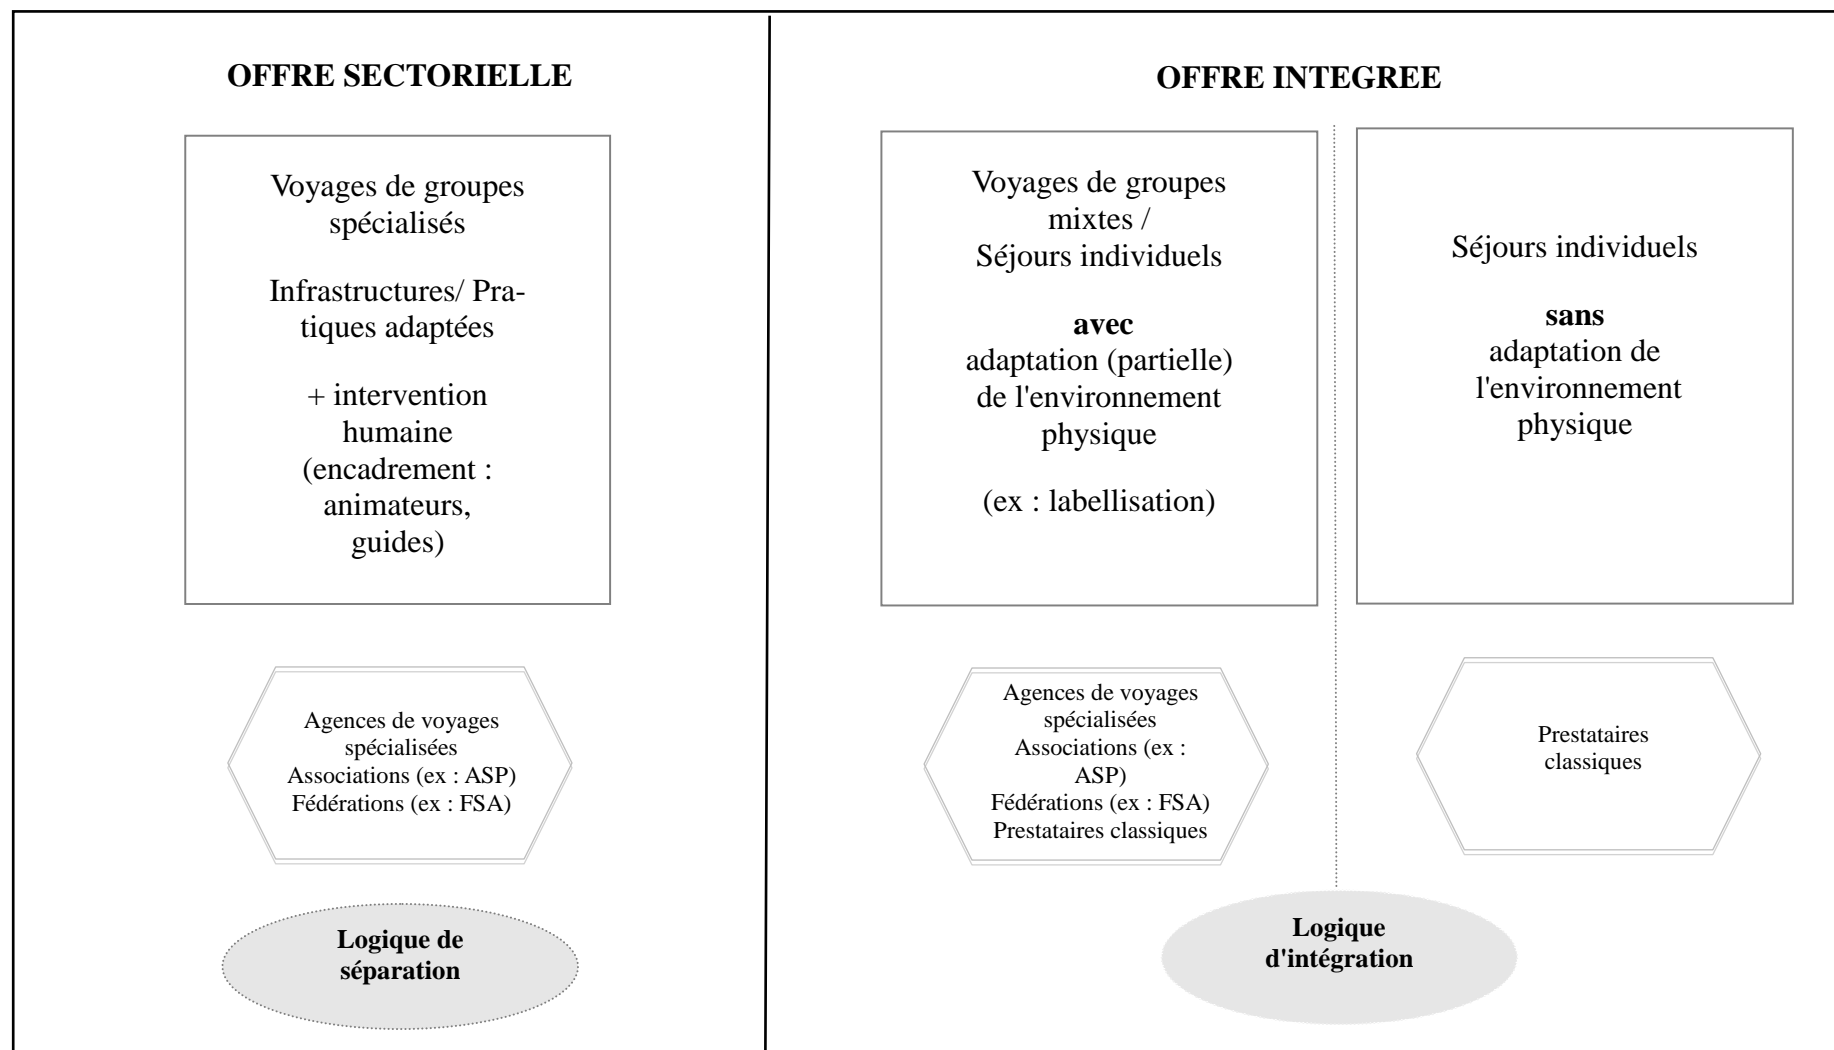 OFFRE SECTORIELLE
Voyages de groupes
spécialisés
Infrastructures/ Pra-
tiques adaptées
+ intervention
humaine
(encadrement :
animateurs,
guides)
Agences de voyages
spécialisées
Associations (ex : ASP)
Fédérations (ex : FSA)
Logique de
séparation
OFFRE INTEGREE
Voyages de groupes
mixtes /
Séjours individuels
avec
adaptation (partielle)
de l'environnement
physique
(ex : labellisation)
Agences de voyages
spécialisées
Associations (ex :
ASP)
Fédérations (ex : FSA)
Prestataires classiques
Séjours individuels
sans
adaptation de
l'environnement
physique
Prestataires
classiques
Logique
d'intégration